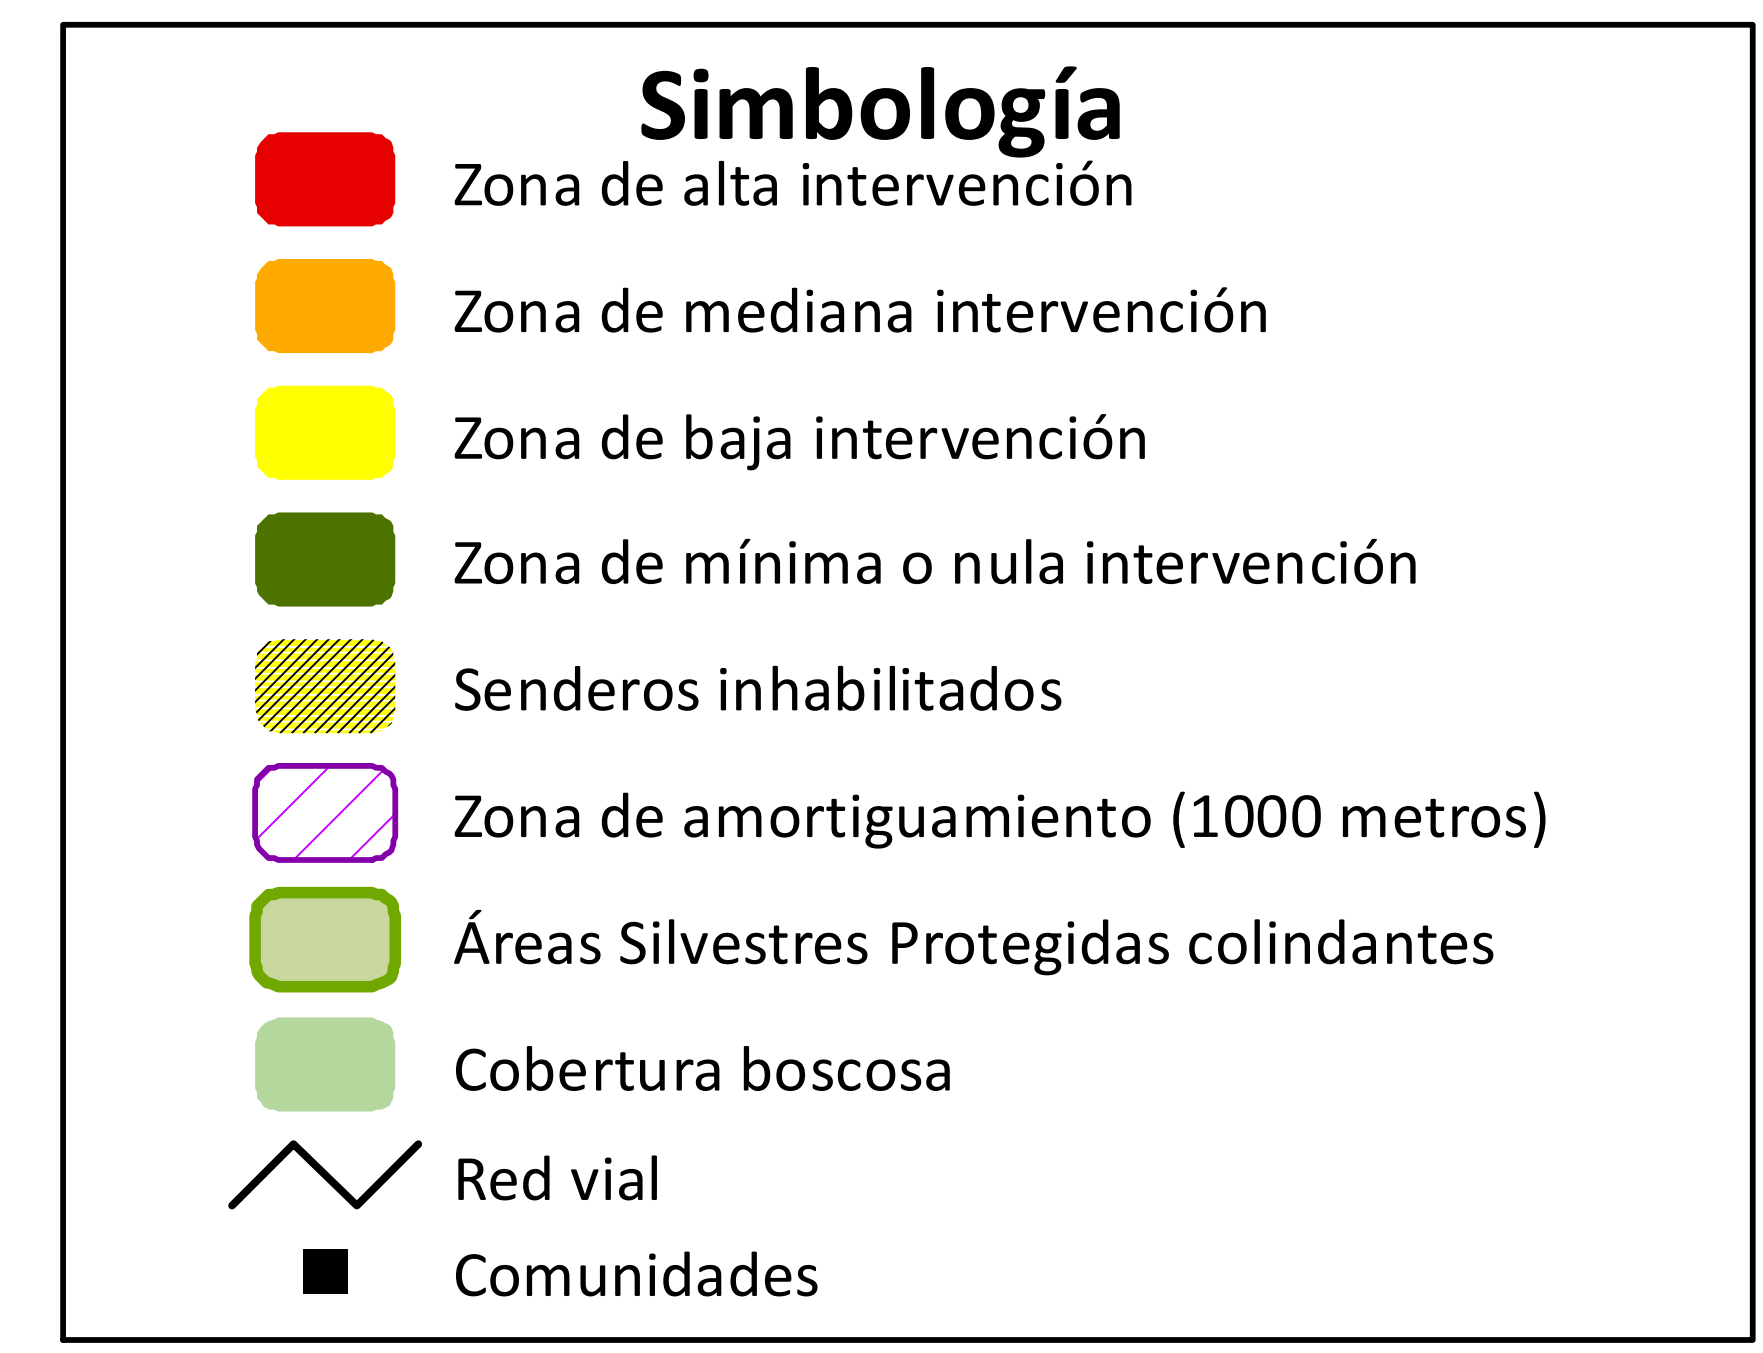 Simbología
Zona de alta intervención
Zona de mediana intervención
Zona de baja intervención
Zona de mínima o nula intervención
Senderos inhabilitados
Zona de amortiguamiento (1000 metros)
Áreas Silvestres Protegidas colindantes
Cobertura boscosa
Red vial
Comunidades